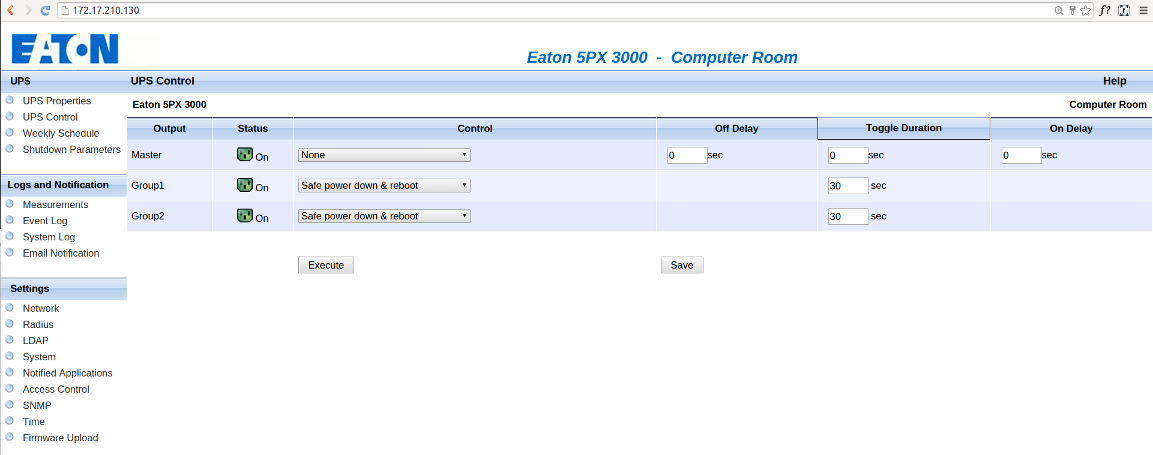 172.17.210.130
f?
EATON
Eaton 5PX 3000 - Computer Room
UPS
UPS Control
Help
UPS Properties
UPS Control
Weekly Schedule
Shutdown Parameters
Eaton 5PX 3000
Computer Room
Output
Status
Control
Off Delay
Toggle Duration
On Delay
Master
On
None
0 sec
0 sec
0 sec
Group1
On
Safe power down & reboot
30 sec
Group2
On
Safe power down & reboot
30 sec
Execute
Save
Logs and Notification
Measurements
Event Log
System Log
Email Notification
Settings
Network
Radius
LDAP
System
Notified Applications
Access Control
SNMP
Time
Firmware Upload